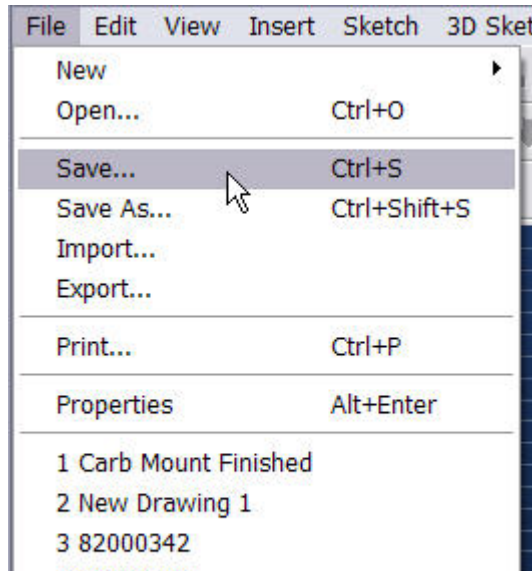 File Edit View Insert Sketch 3D
New
Open... Ctrl+O
Save... Ctrl+S
Save As... Ctrl+Shift+S
Import...
Export...
Print... Ctrl+P
Properties Alt+Enter
1 Carb Mount Finished
2 New Drawing 1
3 82000342